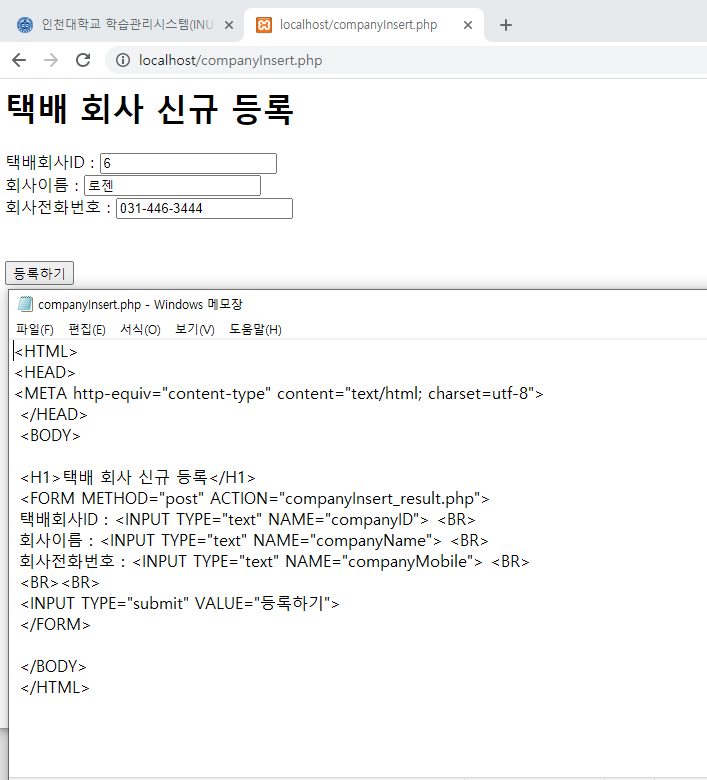 인천대학교 학습관리시스템(INU
localhost/companyInsert.php
localhost/companyInsert.php
택배 회사 신규 등록
택배회사ID : 6
회사이름 : 로젠
회사전화번호 : 031-446-3444
등록하기
companyInsert.php - Windows 메모장
파일(F) 편집(E) 서식(O) 보기(V) 도움말(H)
<HTML>
<HEAD>
<META http-equiv="content-type" content="text/html; charset=utf-8">
</HEAD>
<BODY>
<H1>택배 회사 신규 등록</H1>
<FORM METHOD="post" ACTION="companyInsert_result.php">
택배회사ID : <INPUT TYPE="text" NAME="companyID"> <BR>
회사이름 : <INPUT TYPE="text" NAME="companyName"> <BR>
회사전화번호 : <INPUT TYPE="text" NAME="companyMobile"> <BR>
<BR><BR>
<INPUT TYPE="submit" VALUE="등록하기">
</FORM>
</BODY>
</HTML>